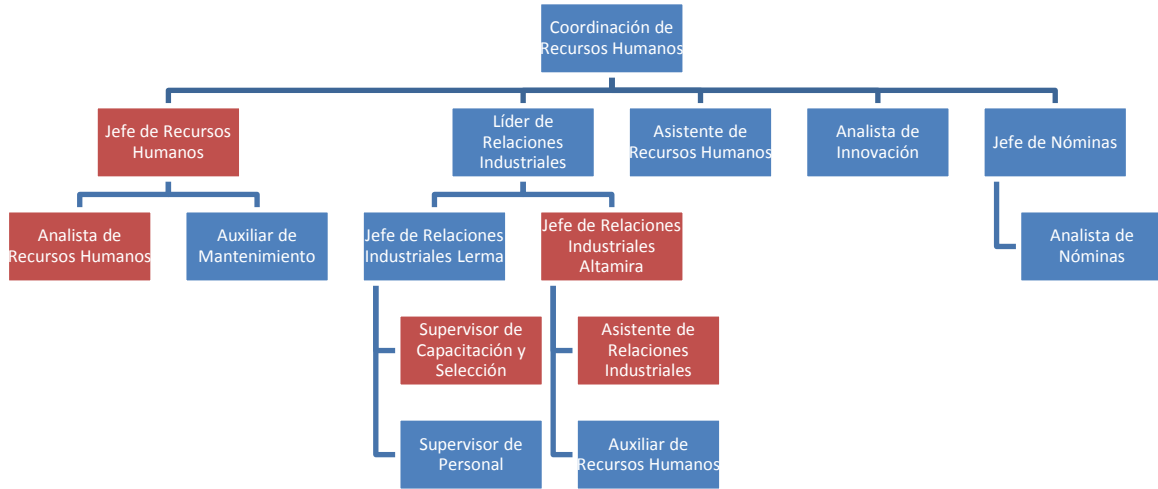 Coordinación de
Recursos Humanos
Jefe de Recursos
Humanos
Líder de
Relaciones
Industriales
Asistente de
Recursos Humanos
Analista de
Innovación
Jefe de Nóminas
Analista de
Recursos Humanos
Auxiliar de
Mantenimiento
Jefe de Relaciones
Industriales Lerma
Jefe de Relaciones
Industriales
Altamira
Analista de
Nóminas
Supervisor de
Capacitación y
Selección
Asistente de
Relaciones
Industriales
Supervisor de
Personal
Auxiliar de
Recursos Humanos